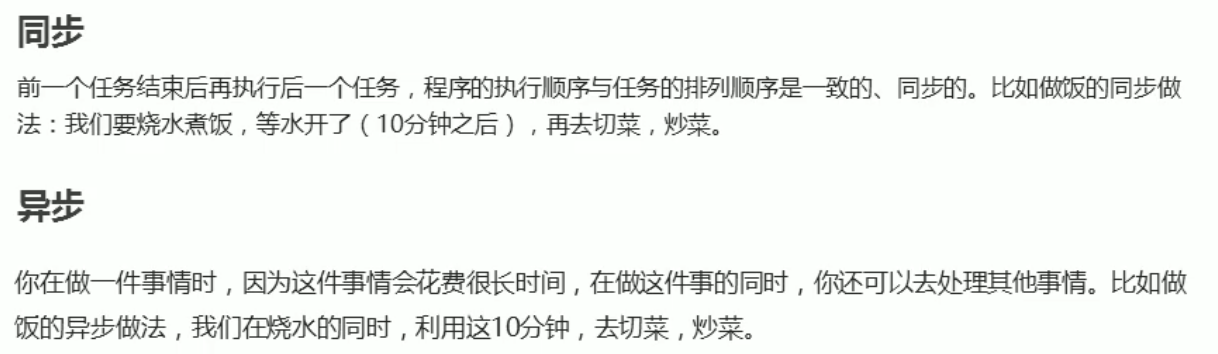 同步
前一个任务结束后再执行后一个任务，程序的执行顺序与任务的排列顺序是一致的、同步的。比如做饭的同步做
法：我们要烧水煮饭，等水开了（10分钟之后），再去切菜，炒菜。
异步
你在做一件事情时，因为这件事情会花费很长时间，在做这件事的同时，你还可以去处理其他事情。比如做
饭的异步做法，我们在烧水的同时，利用这10分钟，去切菜，炒菜。